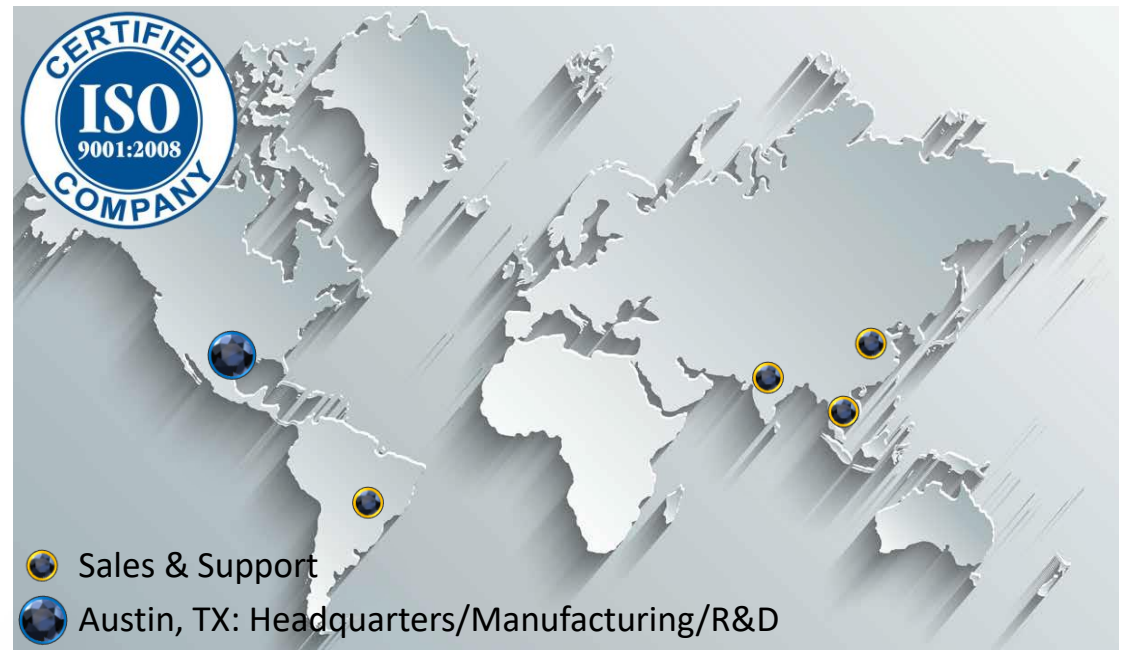 CERTIFIED
ISO
9001:2008
COMPANY
Sales & Support
Austin, TX: Headquarters/Manufacturing/R&D